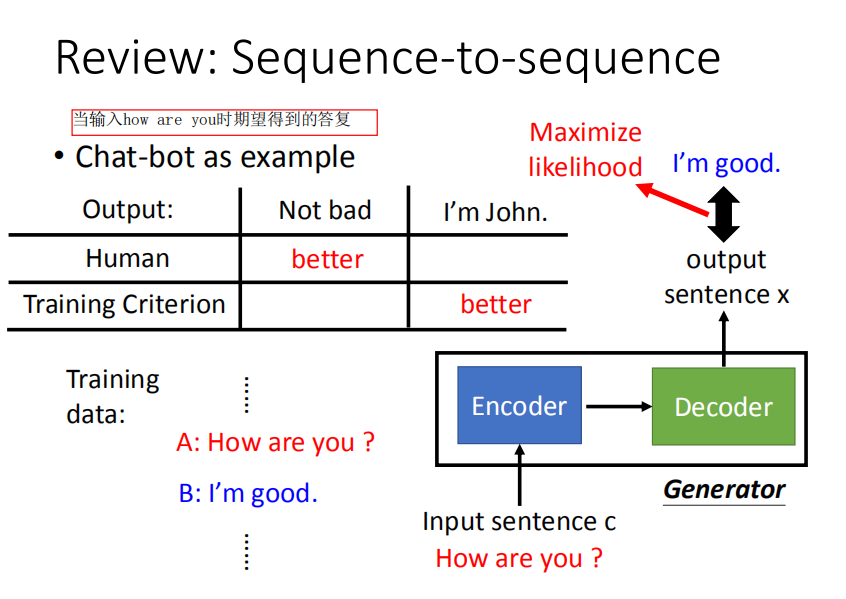 Review: Sequence-to-sequence
当输入how are you时期望得到的答复
• Chat-bot as example
Output: Not bad I’m John.
Human better
Training Criterion better
Training
data:
......
A: How are you ?
B: I’m good.
......
Maximize
likelihood
I’m good.
output
sentence x
Encoder
Decoder
Generator
Input sentence c
How are you ?